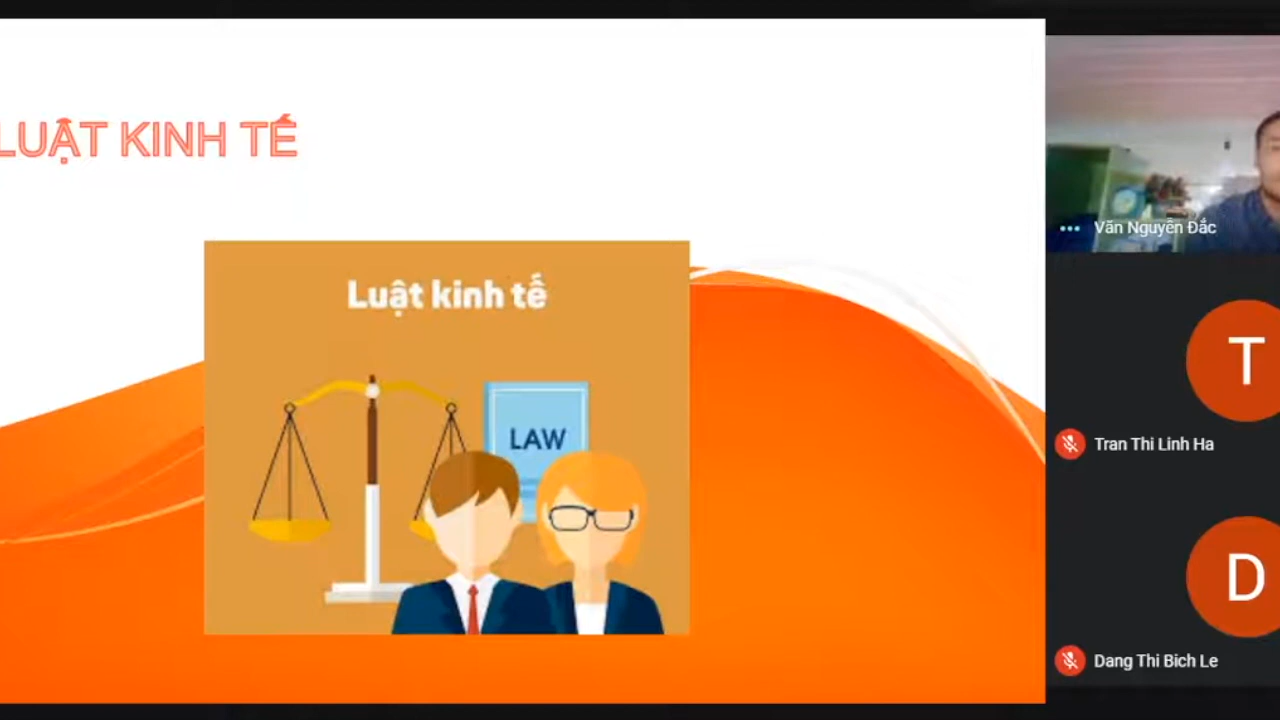 LUẬT KINH TẾ
Luật kinh tế
LAW
Văn Nguyễn Đắc
T
Tran Thi Linh Ha
D
Dang Thi Bich Le